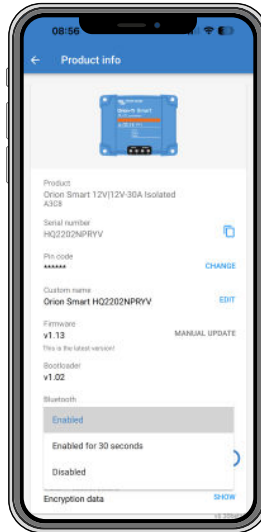 08:56
Product info
Product
Orion Smart 12V|12V-30A Isolated
A3C8
Serial number
HQ2202NPRYV
Pin code
******
CHANGE
Custom name
Orion Smart HQ2202NPRYV
EDIT
Firmware
v1.13
MANUAL UPDATE
This is the latest version!
Bootloader
v1.02
Bluetooth
Enabled
Enabled for 30 seconds
Disabled
Encryption data
SHOW